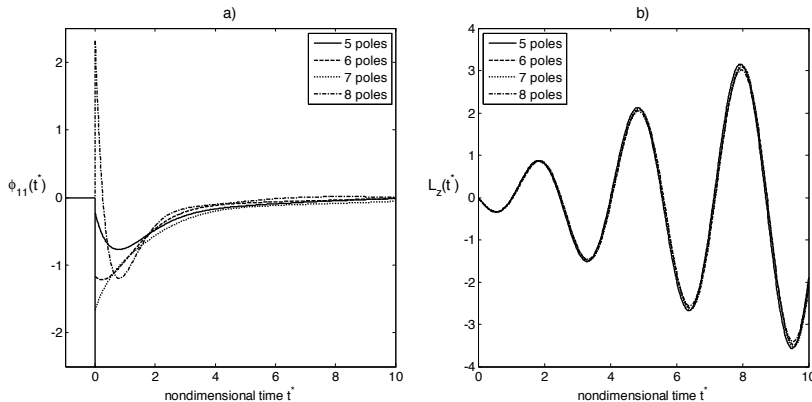 a)
5 poles
6 poles
7 poles
8 poles
2
1
0
-1
-2
ϕ11(t*)
0
2
4
6
8
10
nondimensional time t*
b)
5 poles
6 poles
7 poles
8 poles
4
3
2
1
0
-1
-2
-3
-4
Lz(t*)
0
2
4
6
8
10
nondimensional time t*